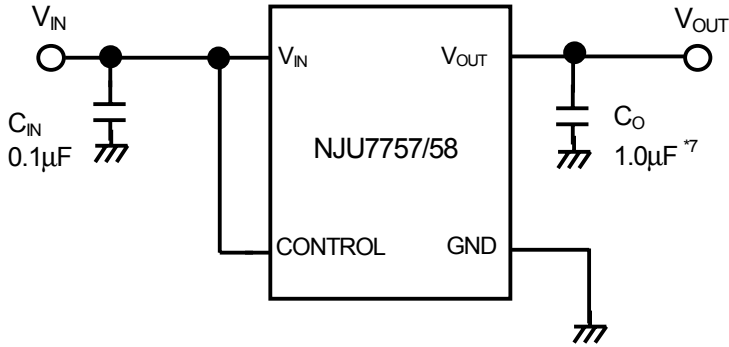 VIN
VOUT
VIN
VOUT
CIN
0.1µF
NJU7757/58
CO
1.0µF *7
CONTROL
GND